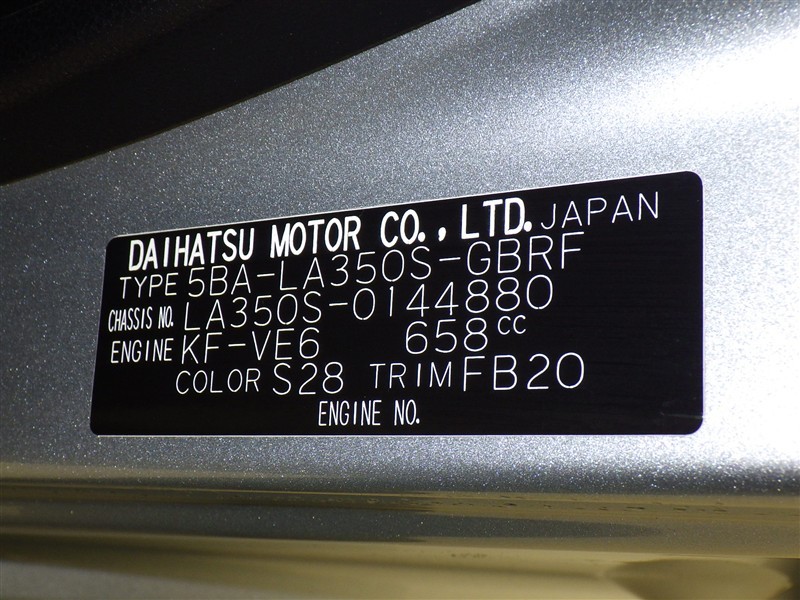 DAIHATSU MOTOR CO., LTD. JAPAN
TYPE 5BA-LA350S-GBRF
CHASSIS NO. LA350S-0144880
ENGINE KF-VE6 658cc
COLOR S28 TRIM FB20
ENGINE NO.